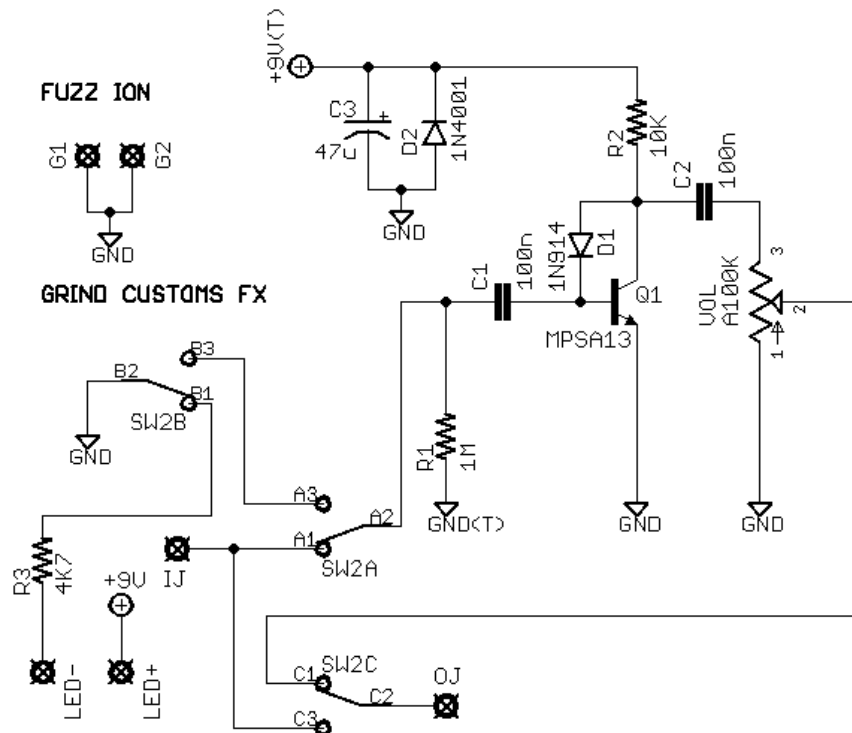 +9V(T)
FUZZ ION
C3
+
47u
D2
1N4001
R2
10K
G1
G2
C2
100n
GND
GND
1N914
D1
3
GRIND CUSTOMS FX
C1
100n
Q1
VOL
A100K
2
MPSA13
1
B3
B2
B1
SW2B
GND
R1
1M
A3
A2
GND(T)
GND
GND
A1
IJ
SW2A
R3
4K7
+9V
SW2C
OJ
C1
C2
LED-
LED+
C3